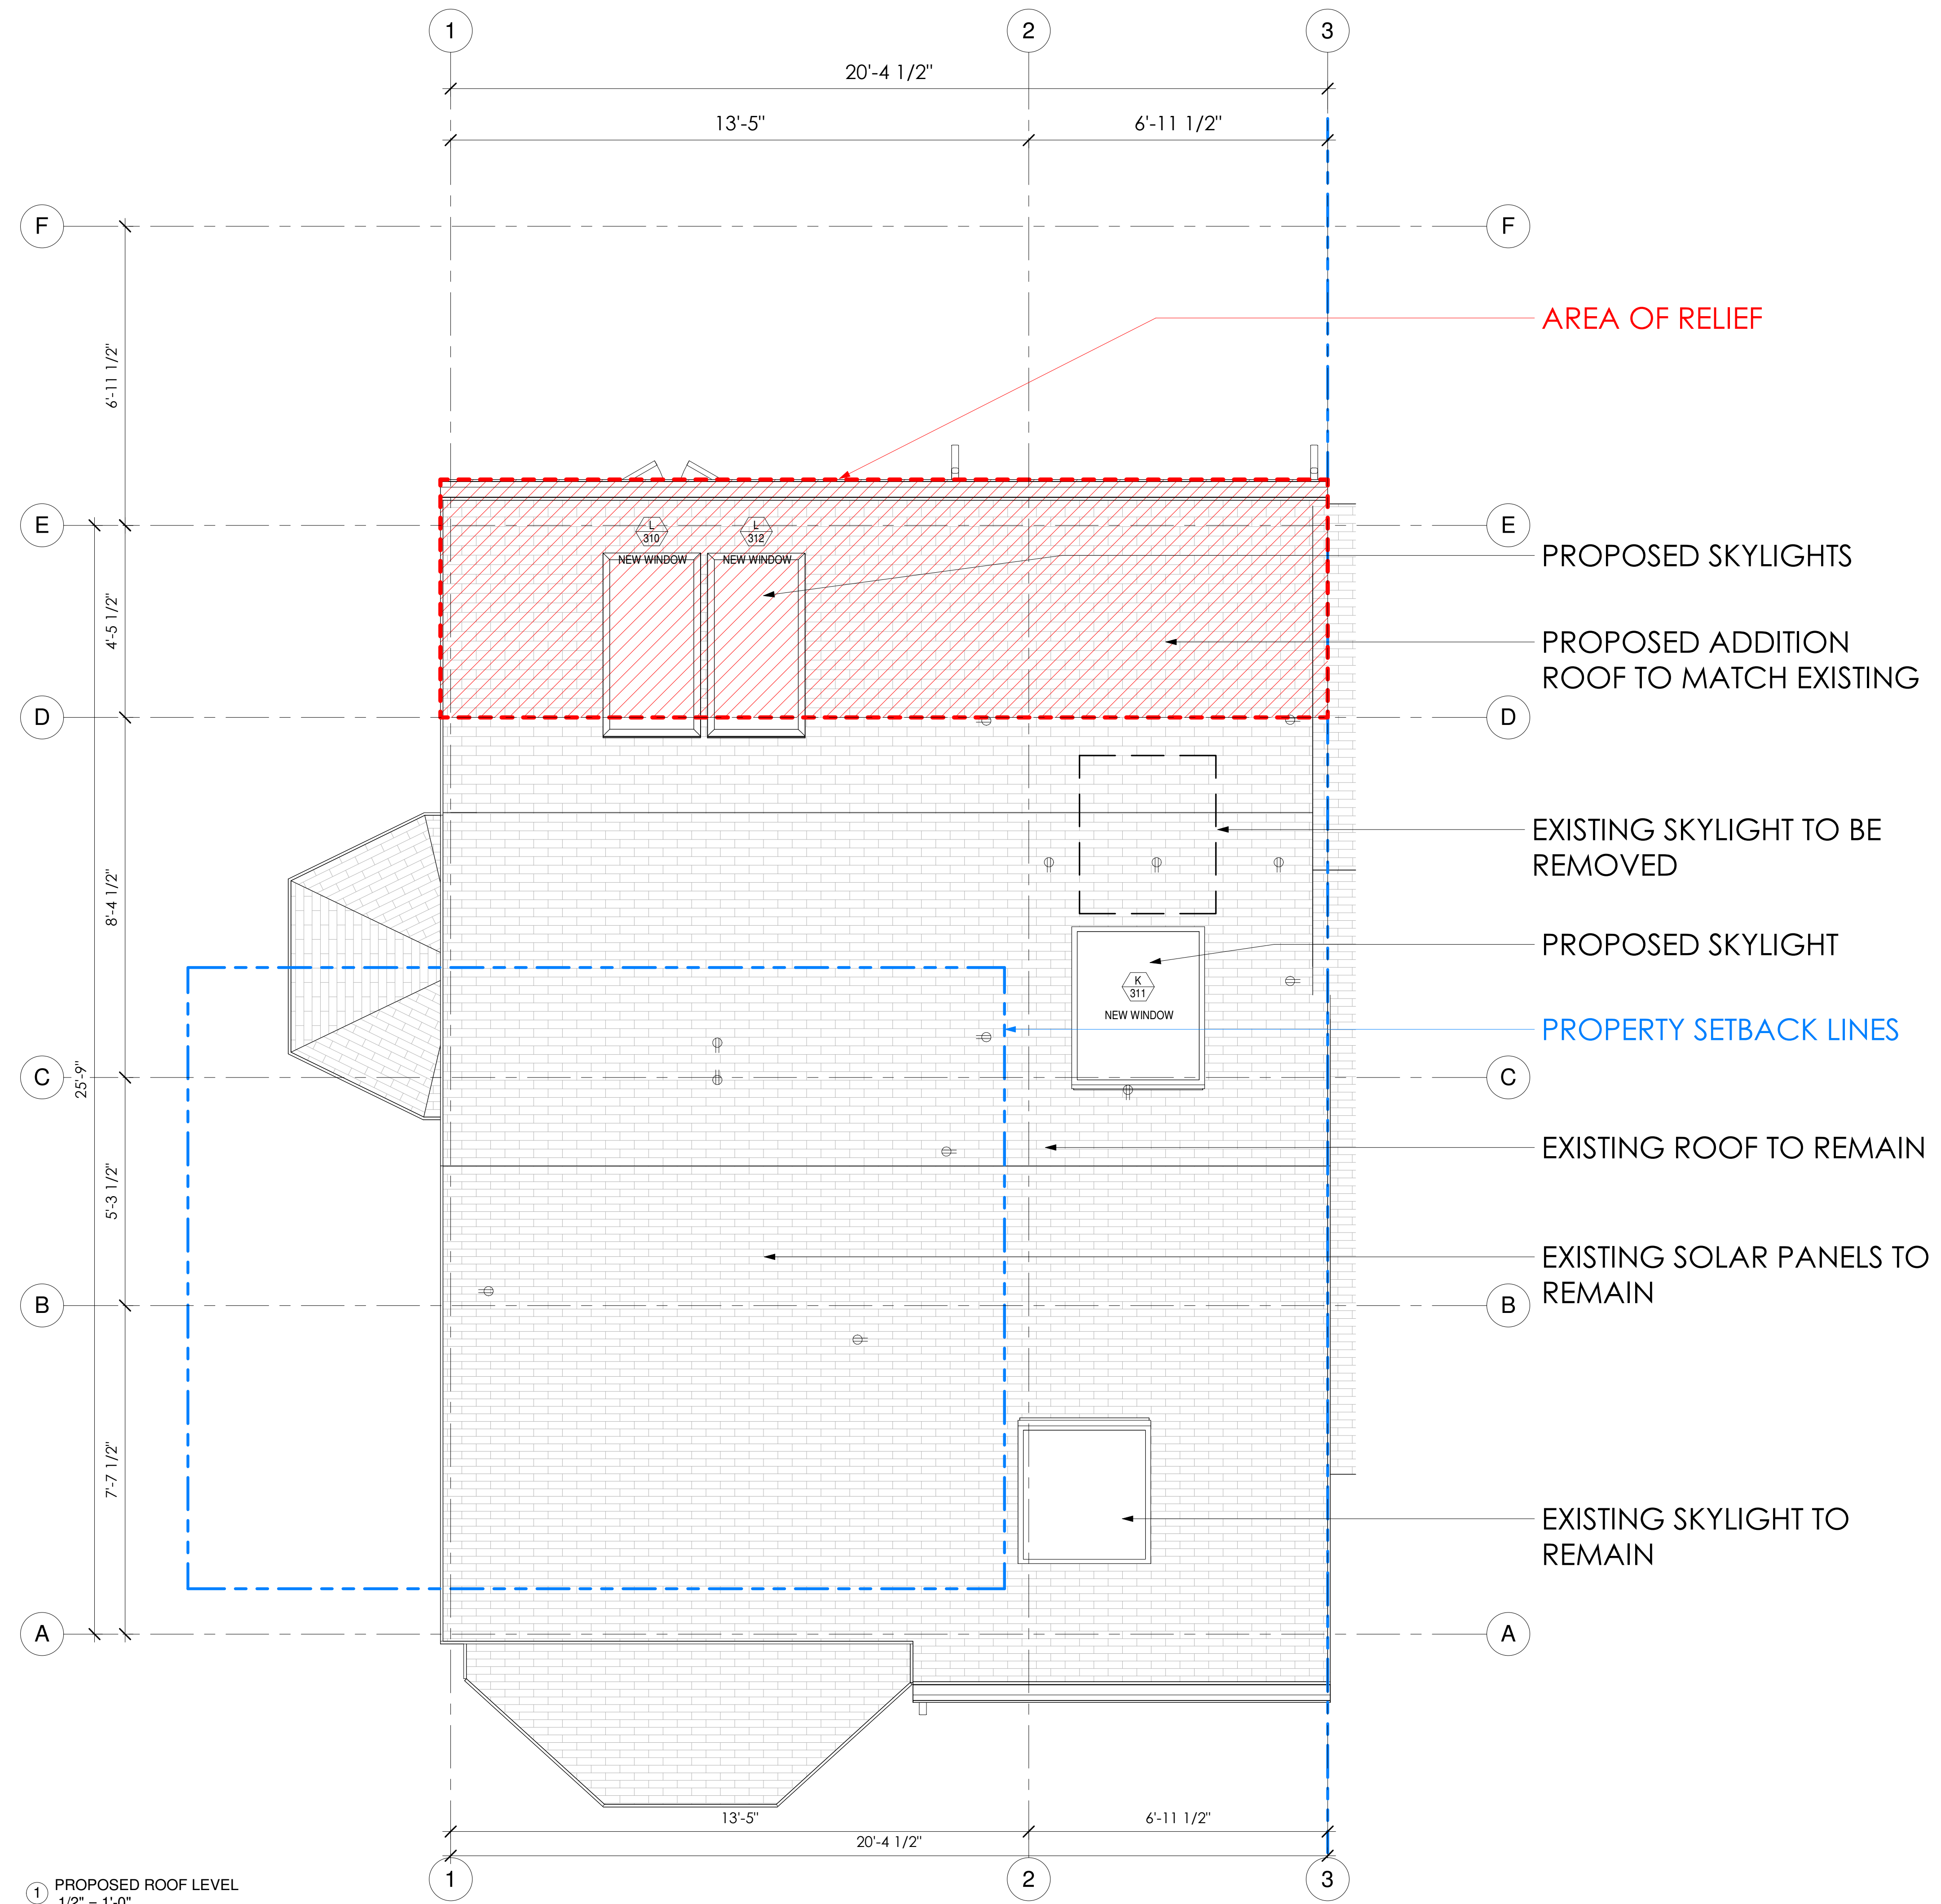 1
2
3
20'-4 1/2"
13'-5"
6'-11 1/2"
F
F
AREA OF RELIEF
6'-11 1/2"
E
L
310
L
312
E
NEW WINDOW
NEW WINDOW
PROPOSED SKYLIGHTS
4'-5 1/2"
PROPOSED ADDITION
ROOF TO MATCH EXISTING
D
D
EXISTING SKYLIGHT TO BE
REMOVED
8'-4 1/2"
PROPOSED SKYLIGHT
K
311
NEW WINDOW
PROPERTY SETBACK LINES
C
25'-9"
C
EXISTING ROOF TO REMAIN
5'-3 1/2"
EXISTING SOLAR PANELS TO
REMAIN
B
B
7'-7 1/2"
EXISTING SKYLIGHT TO
REMAIN
A
A
13'-5"
6'-11 1/2"
20'-4 1/2"
1
2
3
1
PROPOSED ROOF LEVEL
1/2" = 1'-0"